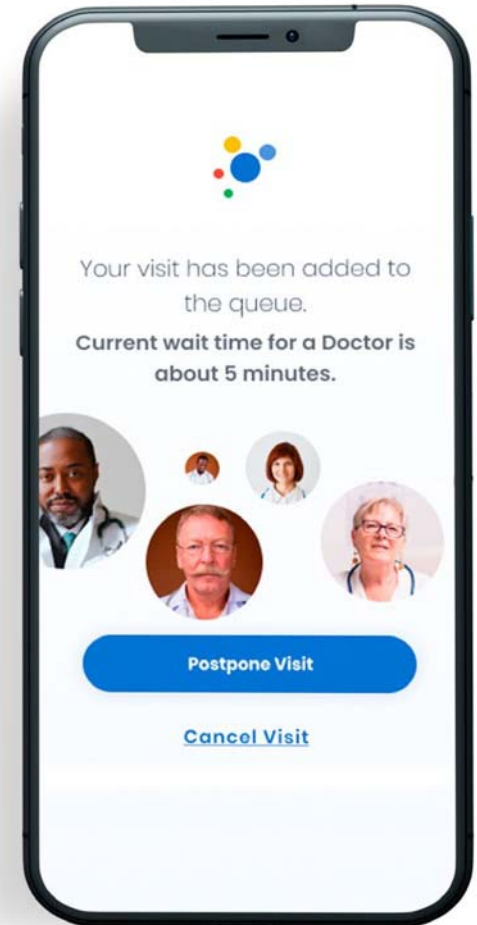 Your visit has been added to
the queue.
Current wait time for a Doctor is
about 5 minutes.
Postpone Visit
Cancel Visit